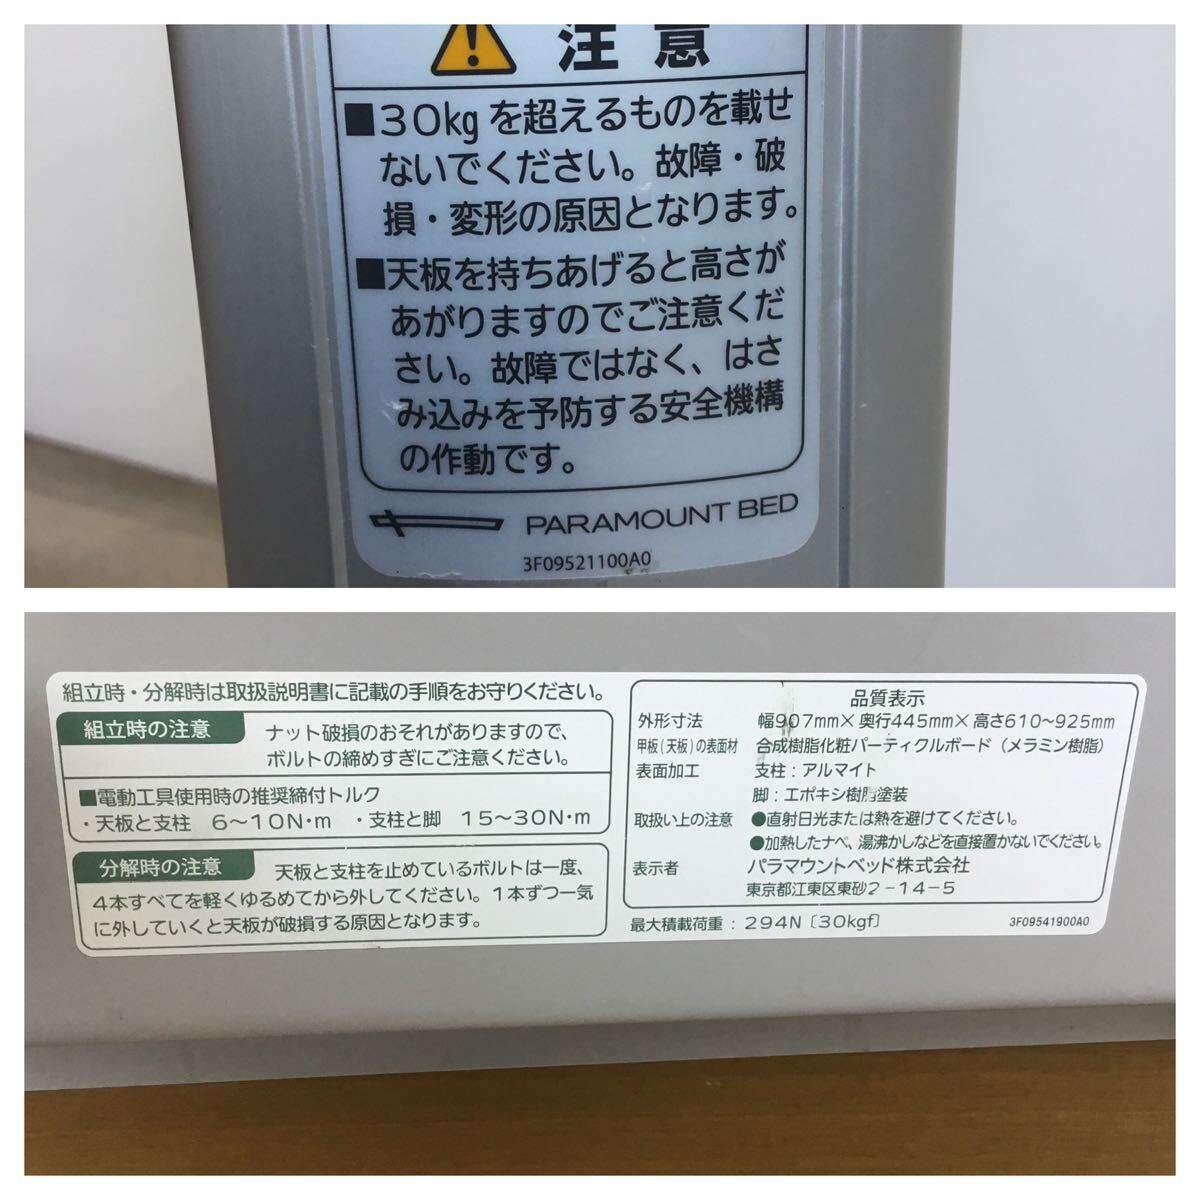 注意
■30kgを超えるものを載せ
ないでください。故障・破
損・変形の原因となります。
■天板を持ちあげると高さが
あがりますのでご注意くだ
さい。故障ではなく、はさ
み込みを予防する安全機構
の作動です。
PARAMOUNT BED
3F09521100A0
組立時・分解時は取扱説明書に記載の手順をお守りください。
組立時の注意
ナット破損のおそれがありますので、
ボルトの締めすぎにご注意ください。
■電動工具使用時の推奨締付トルク
・天板と支柱 6～10N・m ・支柱と脚 15～30N・m
分解時の注意
天板と支柱を止めているボルトは一度、
4本すべてを軽くゆるめてから外してください。1本ずつ一気
に外していくと天板が破損する原因となります。
品質表示
外形寸法 幅907mm×奥行445mm×高さ610～925mm
甲板(天板)の表面材 合成樹脂化粧パーティクルボード(メラミン樹脂)
表面加工 支柱:アルマイト
脚:エポキシ樹脂塗装
取扱い上の注意 ●直射日光または熱を避けてください。
●加熱したナベ、湯沸かしなどを直接置かないでください。
表示者 パラマウントベッド株式会社
東京都江東区東砂2-14-5
最大積載荷重:294N[30kgf]
3F09541900A0